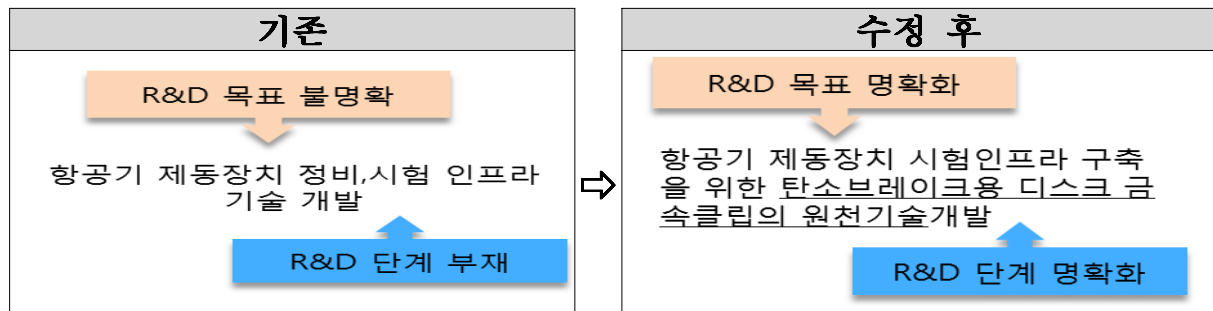 기존
R&D 목표 불명확
항공기 제동장치 정비,시험 인프라
기술 개발
R&D 단계 부재
수정 후
R&D 목표 명확화
항공기 제동장치 시험인프라 구축
을 위한 탄소브레이크용 디스크 금
속클립의 원천기술개발
R&D 단계 명확화